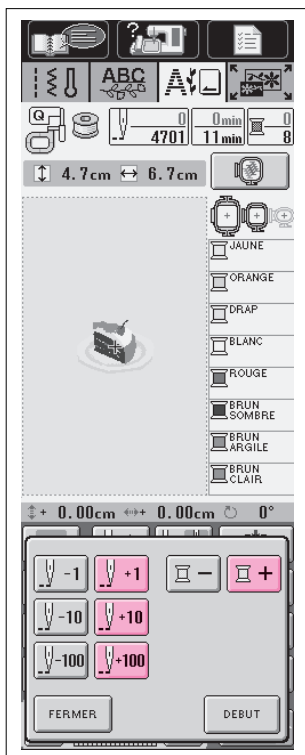 ABC
A
Q
0 0min 0
4701 11min 8
4.7cm 6.7cm
JAUNE
ORANGE
DRAP
BLANC
ROUGE
BRUN
SOMBRE
BRUN
ARGILE
BRUN
CLAIR
+ 0.00cm + 0.00cm 0°
-1 +1 - +
-10 +10
-100 +100
FERMER DEBUT